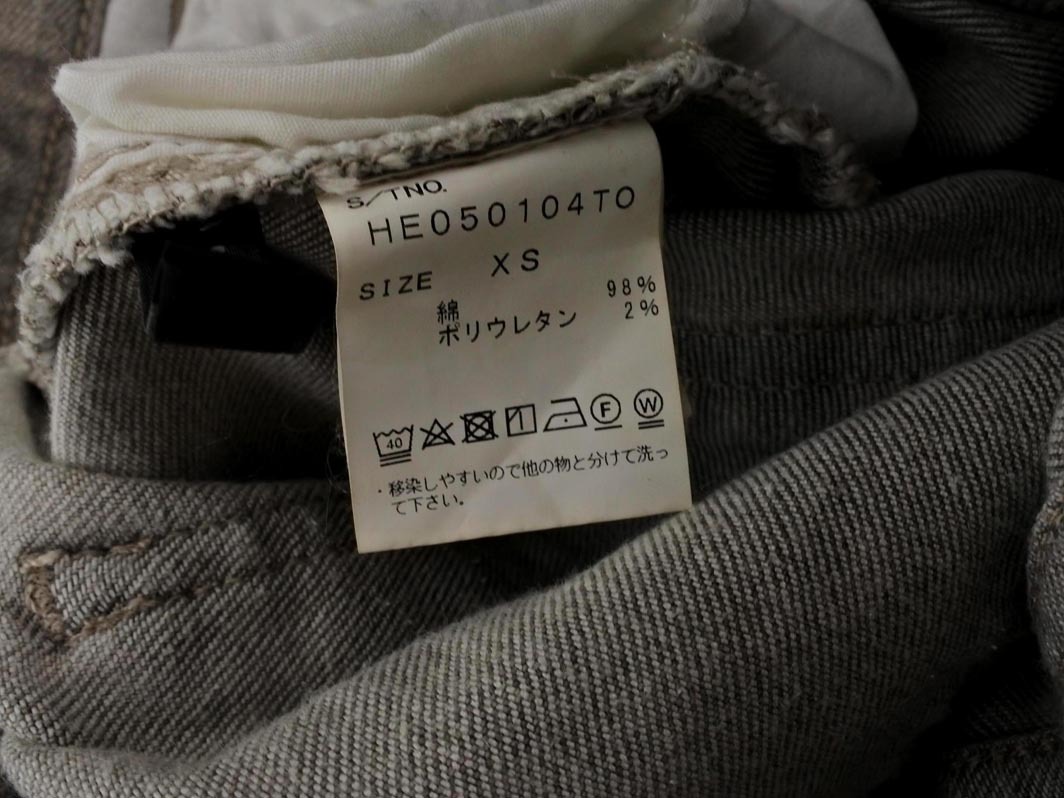 S/TNO.
HE050104TO
SIZE XS
綿 98%
ポリウレタン 2%
40 F W
・移染しやすいので他の物と分けて洗っ
て下さい。